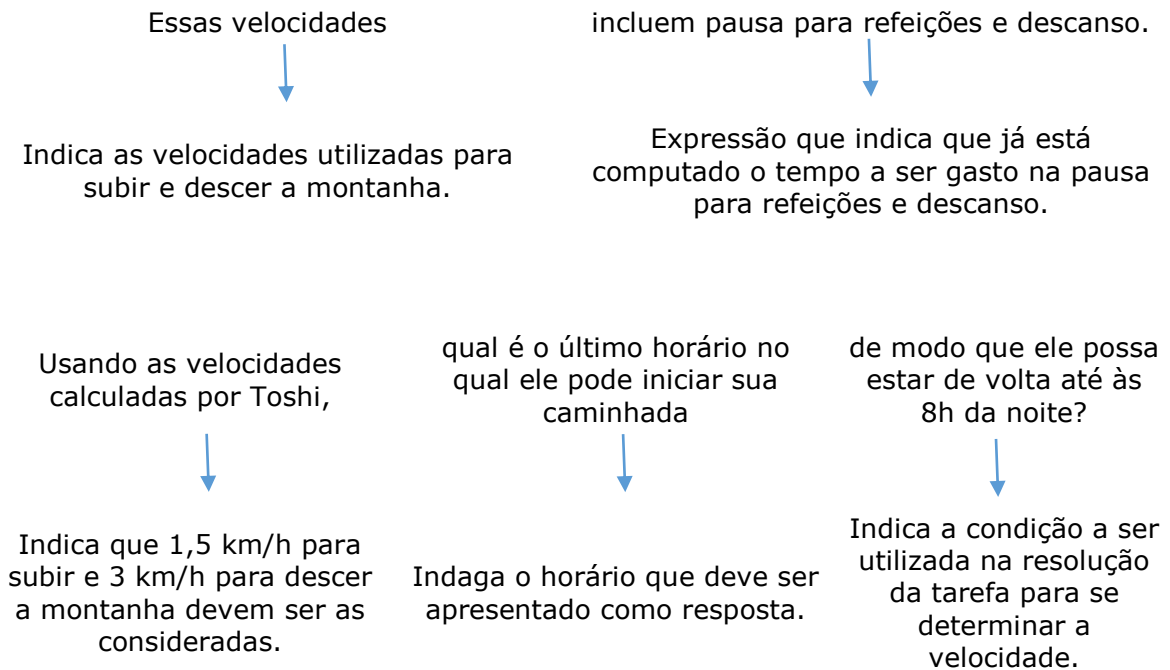 Essas velocidades
incluem pausa para refeições e descanso.
Indica as velocidades utilizadas para
subir e descer a montanha.
Expressão que indica que já está
computado o tempo a ser gasto na pausa
para refeições e descanso.
Usando as velocidades
calculadas por Toshi,
qual é o último horário no
qual ele pode iniciar sua
caminhada
de modo que ele possa
estar de volta até às
8h da noite?
Indica que 1,5 km/h para
subir e 3 km/h para descer
a montanha devem ser as
consideradas.
Indaga o horário que deve ser
apresentado como resposta.
Indica a condição a ser
utilizada na resolução
da tarefa para se
determinar a
velocidade.